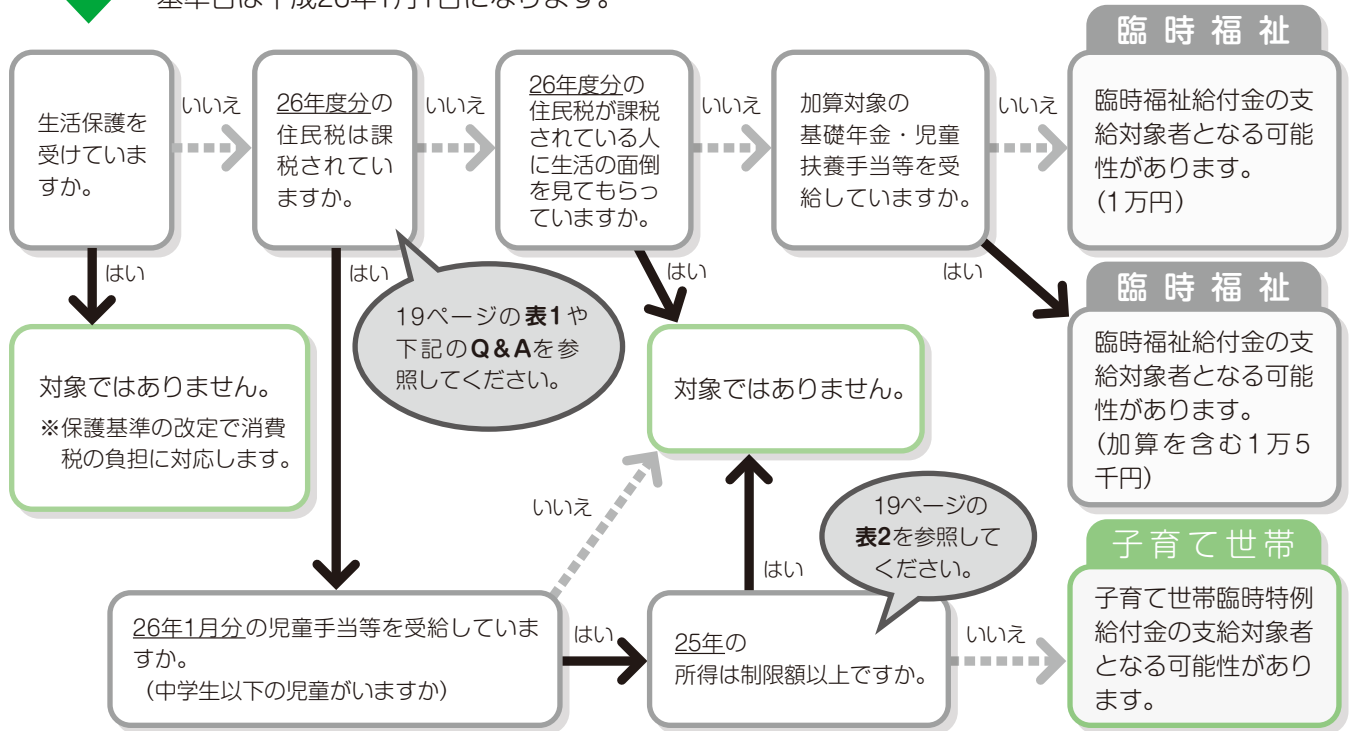 基準日は平成26年1月1日になります。
生活保護を
受けていま
すか。
いいえ
はい
26年度分の
住民税は課
税されてい
ますか。
いいえ
はい
26年度分の
住民税が課税
されている人
に生活の面倒
を見てもらっ
ていますか。
いいえ
はい
加算対象の
基礎年金・児童
扶養手当等を受
給していますか。
いいえ
はい
臨時福祉
臨時福祉給付金の支
給対象者となる可能
性があります。
(1万円)
臨時福祉
臨時福祉給付金の支
給対象者となる可能
性があります。
(加算を含む1万5
千円)
対象ではありません。
※保護基準の改定で消費
税の負担に対応します。
19ページの表1や
下記のQ&Aを参
照してください。
対象ではありません。
いいえ
はい
19ページの
表2を参照して
ください。
26年1月分の児童手当等を受給していま
すか。
(中学生以下の児童がいますか)
はい
25年の
所得は制限額以上ですか。
いいえ
子育て世帯
子育て世帯臨時特例
給付金の支給対象者
となる可能性があり
ます。